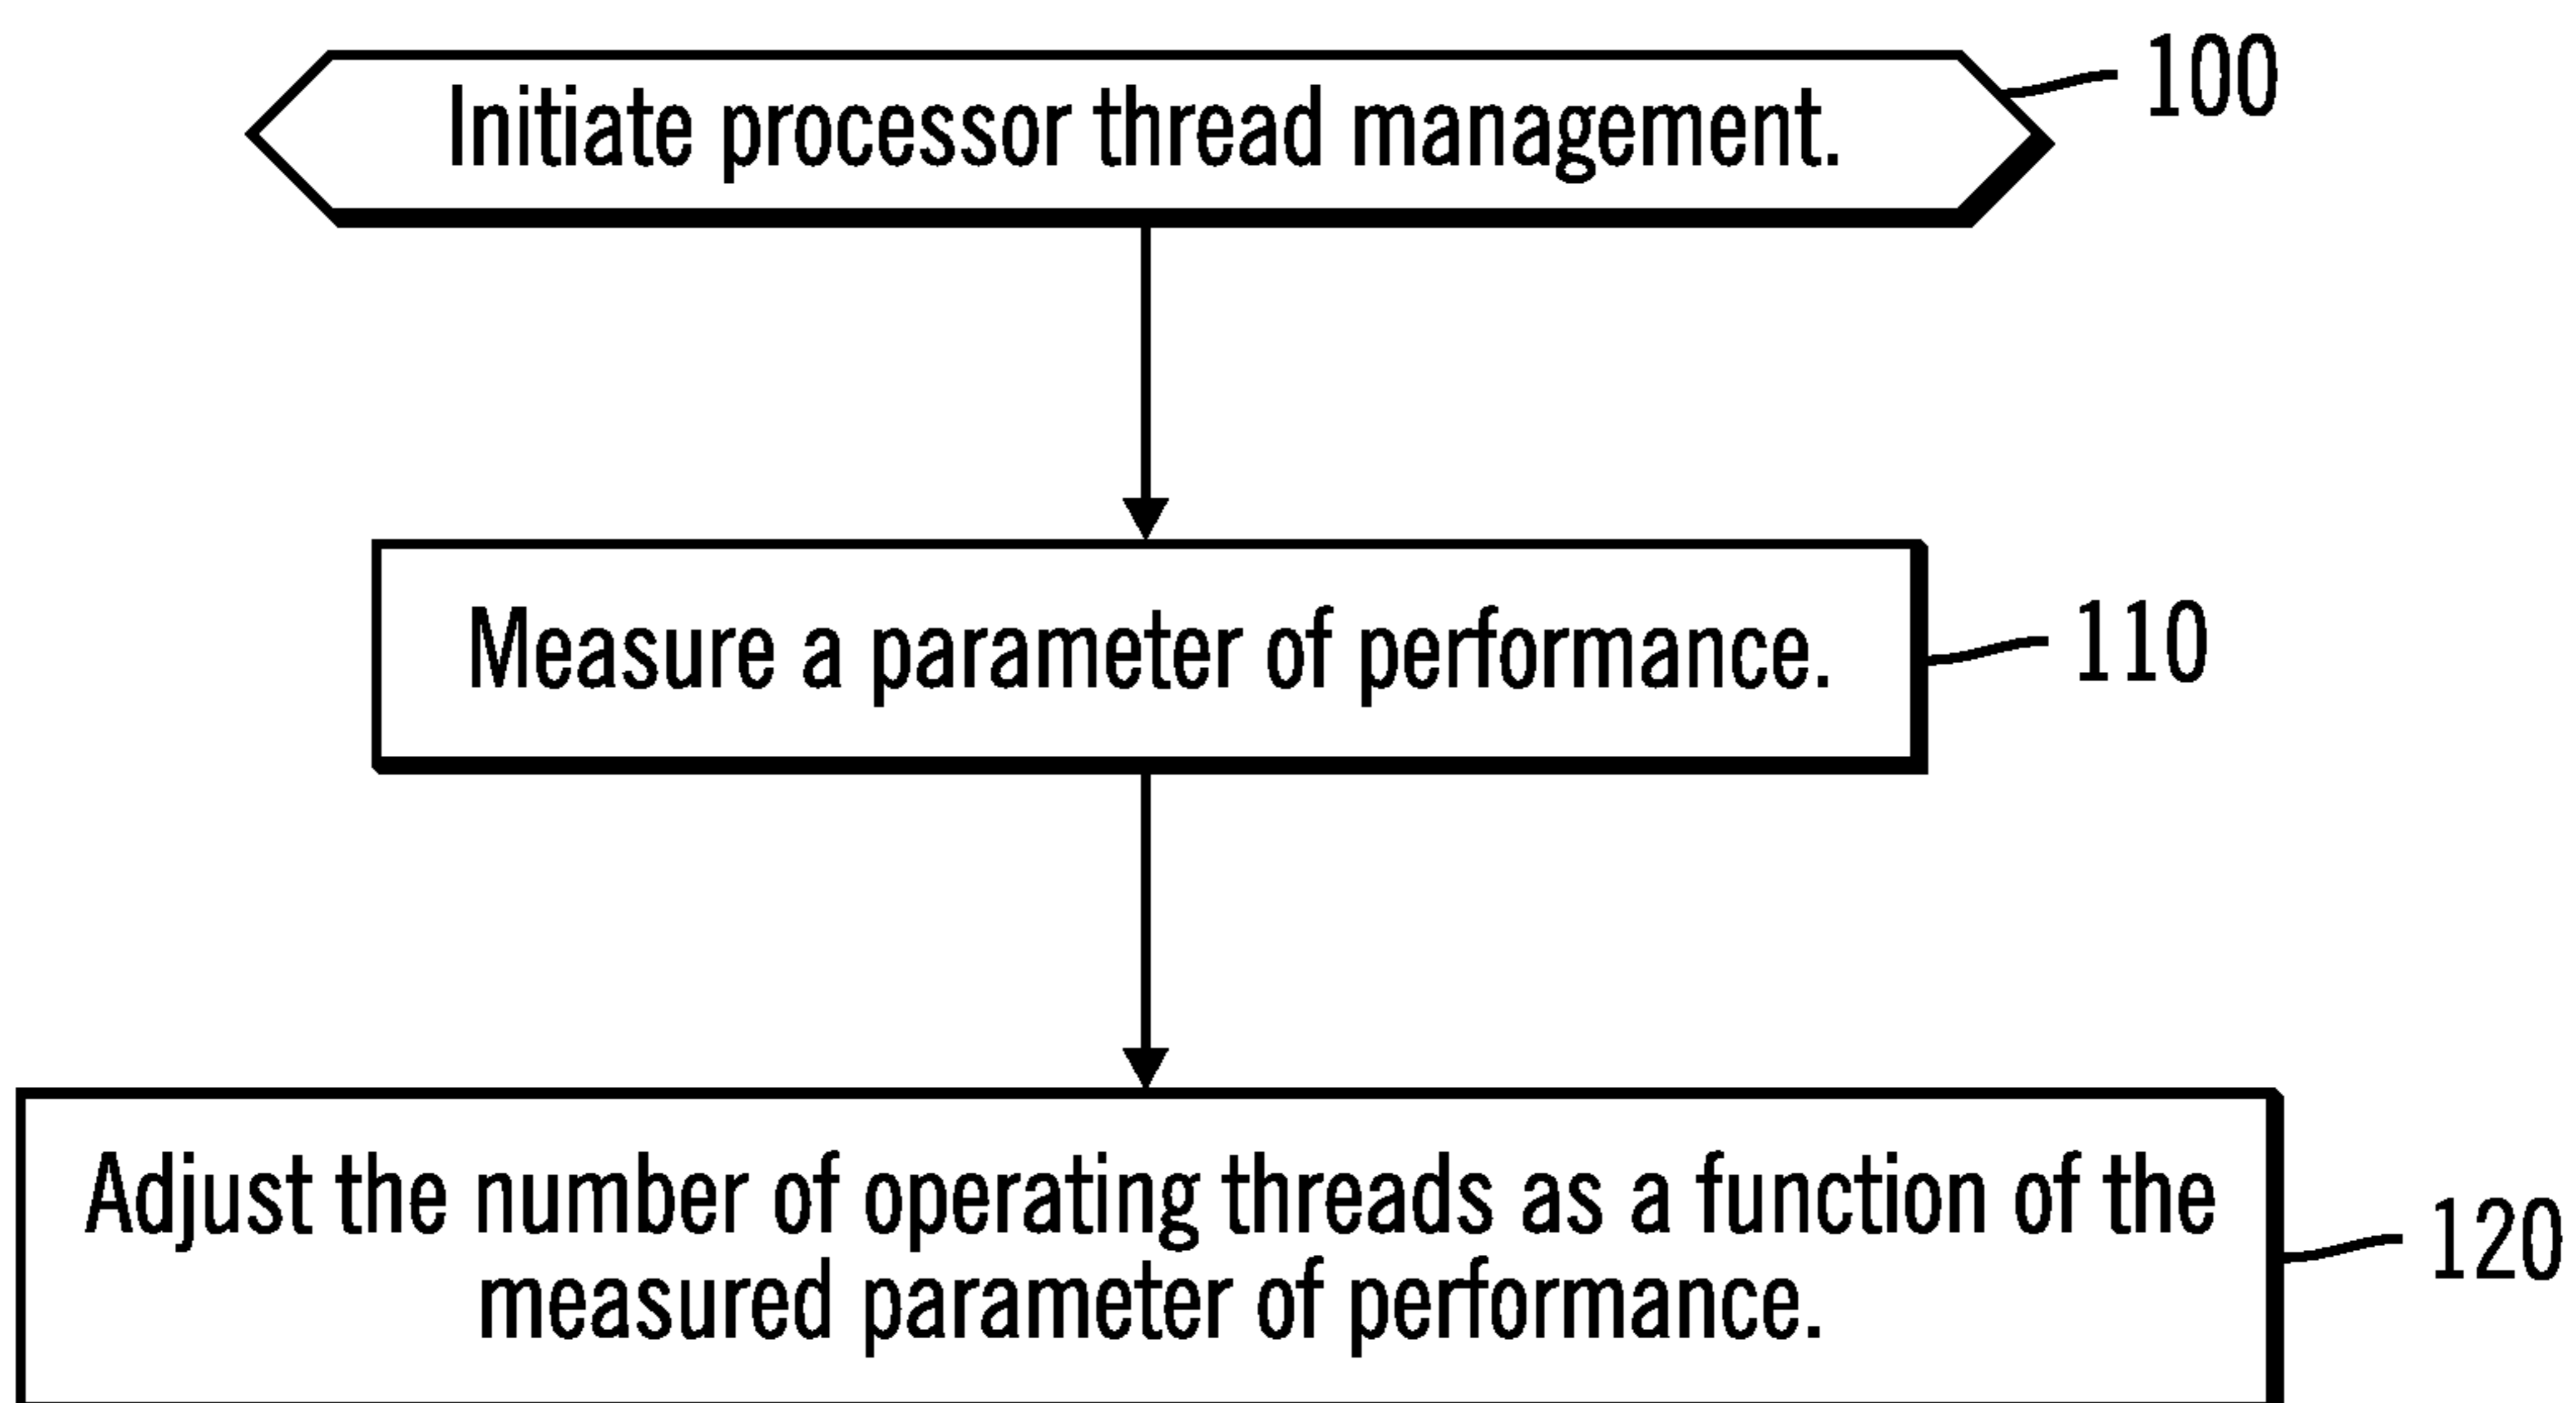 Initiate processor thread management.
100
Measure a parameter of performance.
110
Adjust the number of operating threads as a function of the
measured parameter of performance.
120